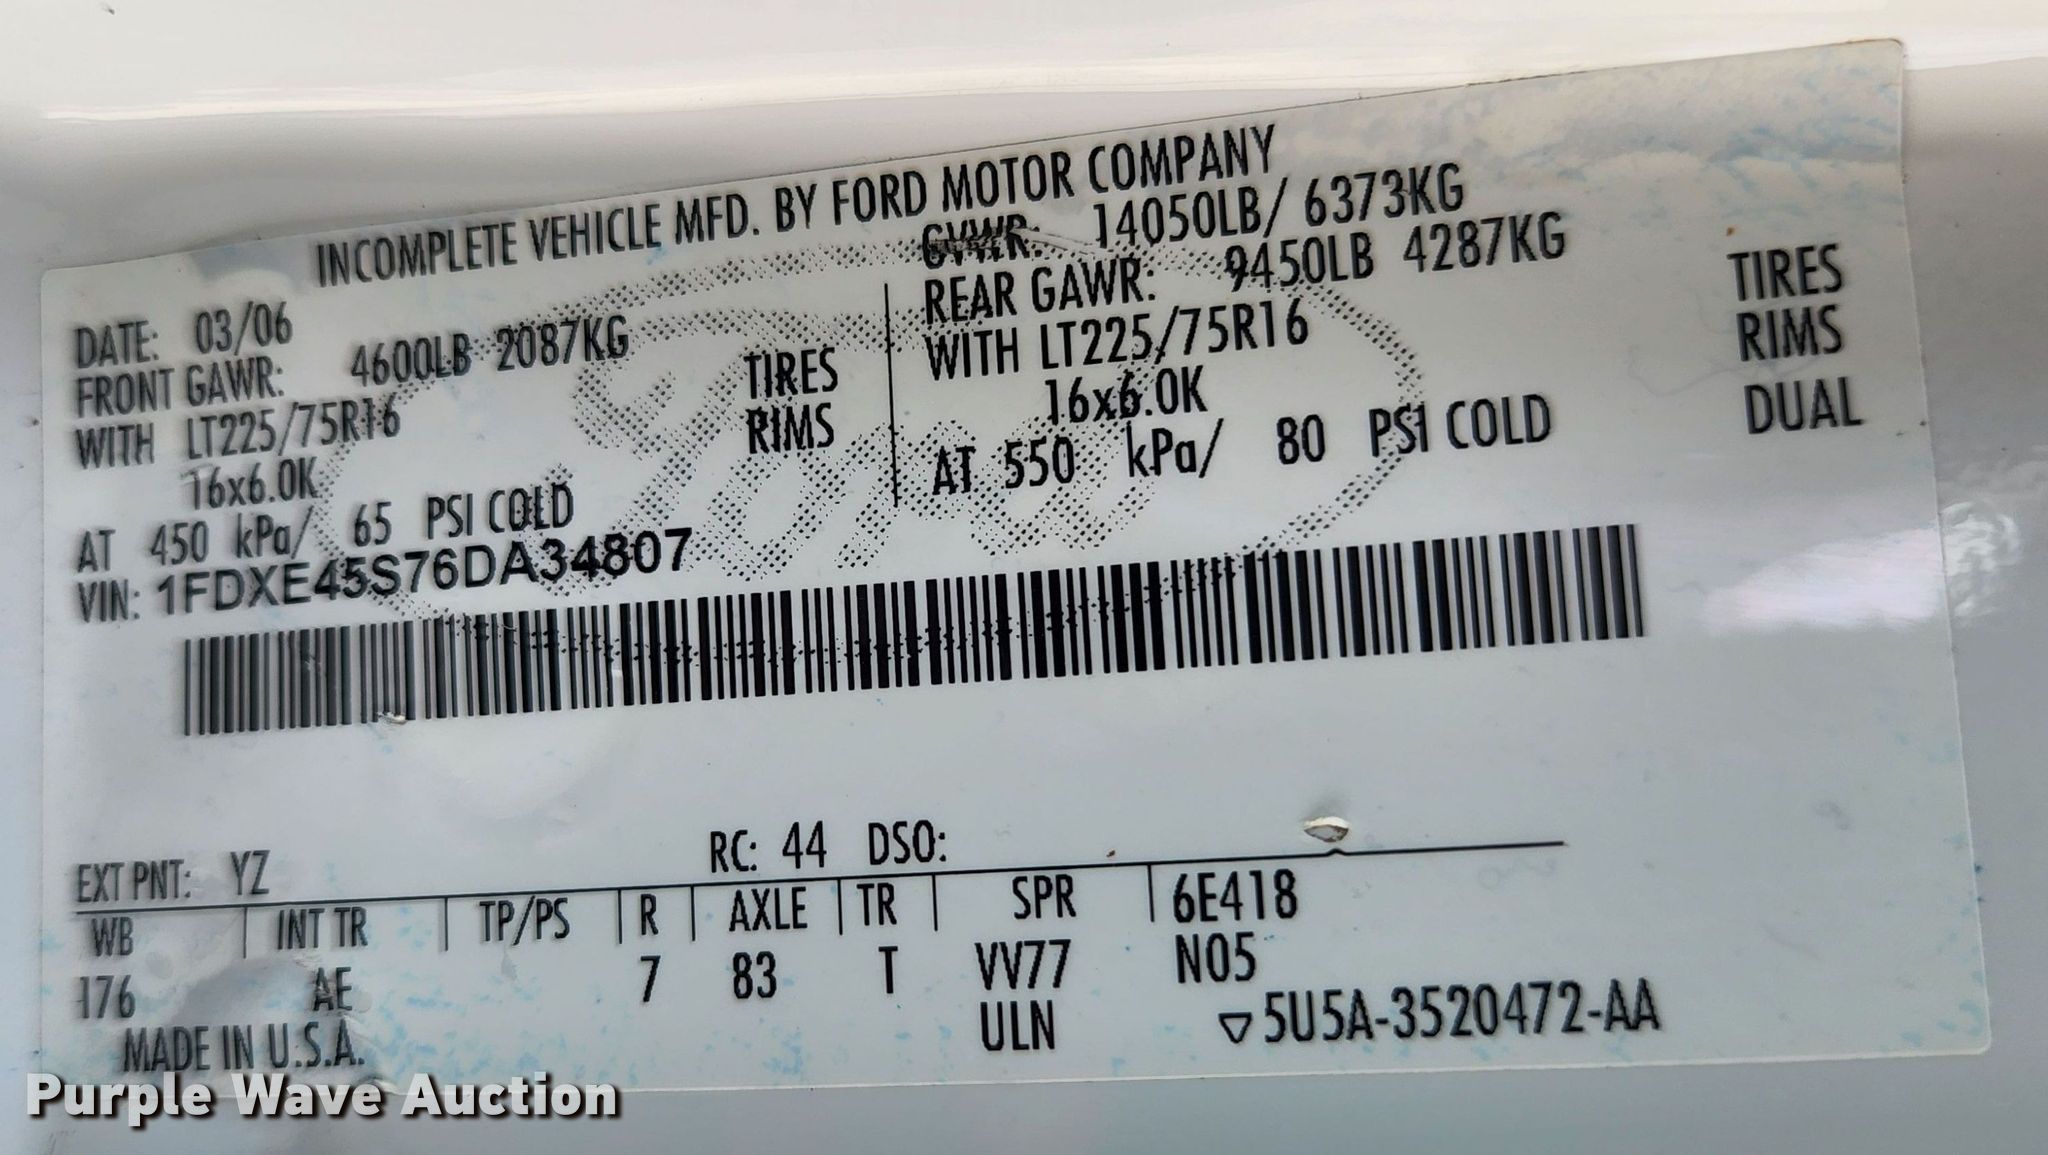 INCOMPLETE VEHICLE MFD. BY FORD MOTOR COMPANY
DATE: 03/06
GVWR: 14050LB/ 6373KG
FRONT GAWR: 4600LB 2087KG
REAR GAWR: 9450LB 4287KG
WITH LT225/75R16 TIRES
WITH LT225/75R16 TIRES
16x6.0K RIMS
16x6.0K RIMS
AT 450 kPa/ 65 PSI COLD
AT 550 kPa/ 80 PSI COLD DUAL
VIN: 1FDXE45S76DA34807
Ford
EXT PNT: YZ RC: 44 DSO:
WB INT TR TP/PS R AXLE TR SPR 6E418
176 AE 7 83 T VV77 N05
MADE IN U.S.A. ULN ▽5U5A-3520472-AA
Purple Wave Auction